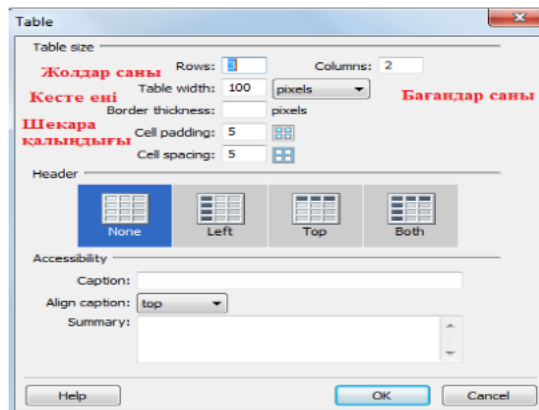 Table
Table size
Жолдар саны Rows: 3 Columns: 2
Кесте ені Table width: 100 pixels Бағандар саны
Шекара қалыңдығы Border thickness: pixels
Cell padding: 5
Cell spacing: 5
Header
None Left Top Both
Accessibility
Caption:
Align caption: top
Summary:
Help OK Cancel